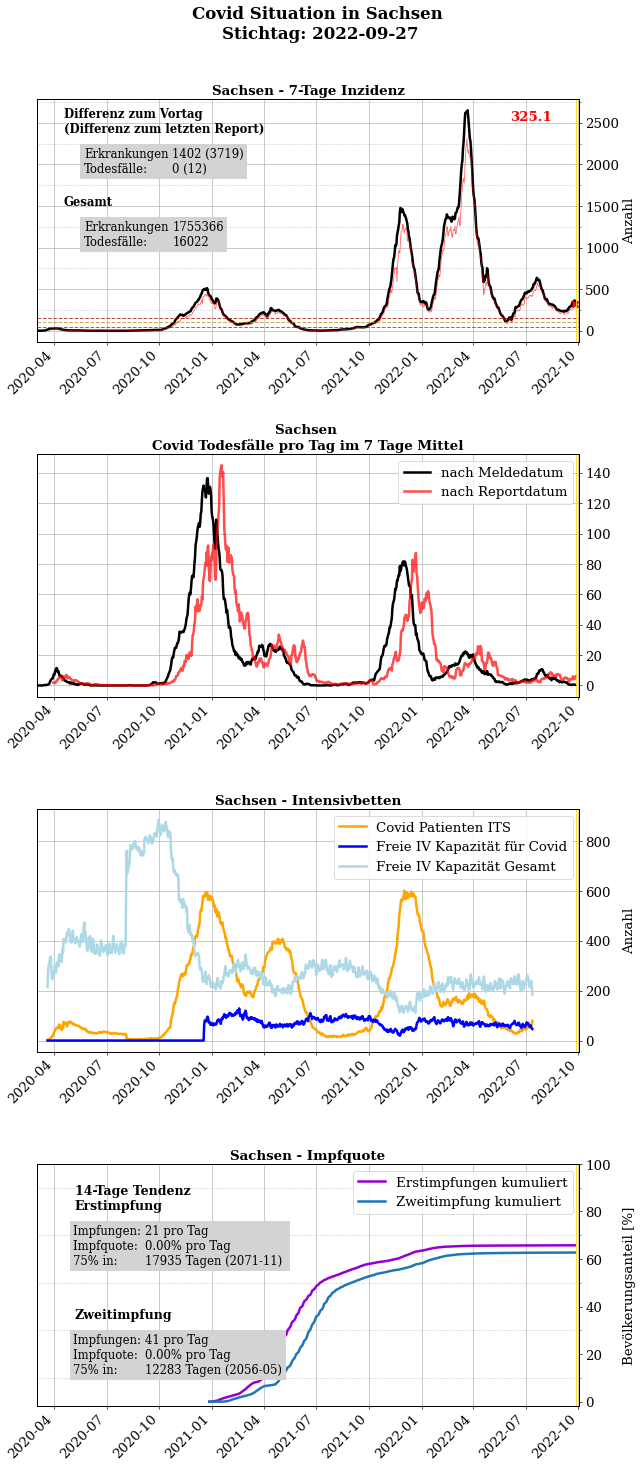 Covid Situation in Sachsen
Stichtag: 2022-09-27
Sachsen - 7-Tage Inzidenz
Differenz zum Vortag
(Differenz zum letzten Report)
Erkrankungen 1402 (3719)
Todesfälle: 0 (12)
Gesamt
Erkrankungen 1755366
Todesfälle: 16022
325.1
2500
2000
1500
1000
500
0
Anzahl
2020-04 2020-07 2020-10 2021-01 2021-04 2021-07 2021-10 2022-01 2022-04 2022-07 2022-10
Sachsen
Covid Todesfälle pro Tag im 7 Tage Mittel
nach Meldedatum
nach Reportdatum
140
120
100
80
60
40
20
0
2020-04 2020-07 2020-10 2021-01 2021-04 2021-07 2021-10 2022-01 2022-04 2022-07 2022-10
Sachsen - Intensivbetten
Covid Patienten ITS
Freie IV Kapazität für Covid
Freie IV Kapazität Gesamt
800
600
400
200
0
Anzahl
2020-04 2020-07 2020-10 2021-01 2021-04 2021-07 2021-10 2022-01 2022-04 2022-07 2022-10
Sachsen - Impfquote
14-Tage Tendenz
Erstimpfung
Impfungen: 21 pro Tag
Impfquote: 0.00% pro Tag
75% in: 17935 Tagen (2071-11)
Zweitimpfung
Impfungen: 41 pro Tag
Impfquote: 0.00% pro Tag
75% in: 12283 Tagen (2056-05)
Erstimpfungen kumuliert
Zweitimpfung kumuliert
100
80
60
40
20
0
Bevölkerungsanteil [%]
2020-04 2020-07 2020-10 2021-01 2021-04 2021-07 2021-10 2022-01 2022-04 2022-07 2022-10